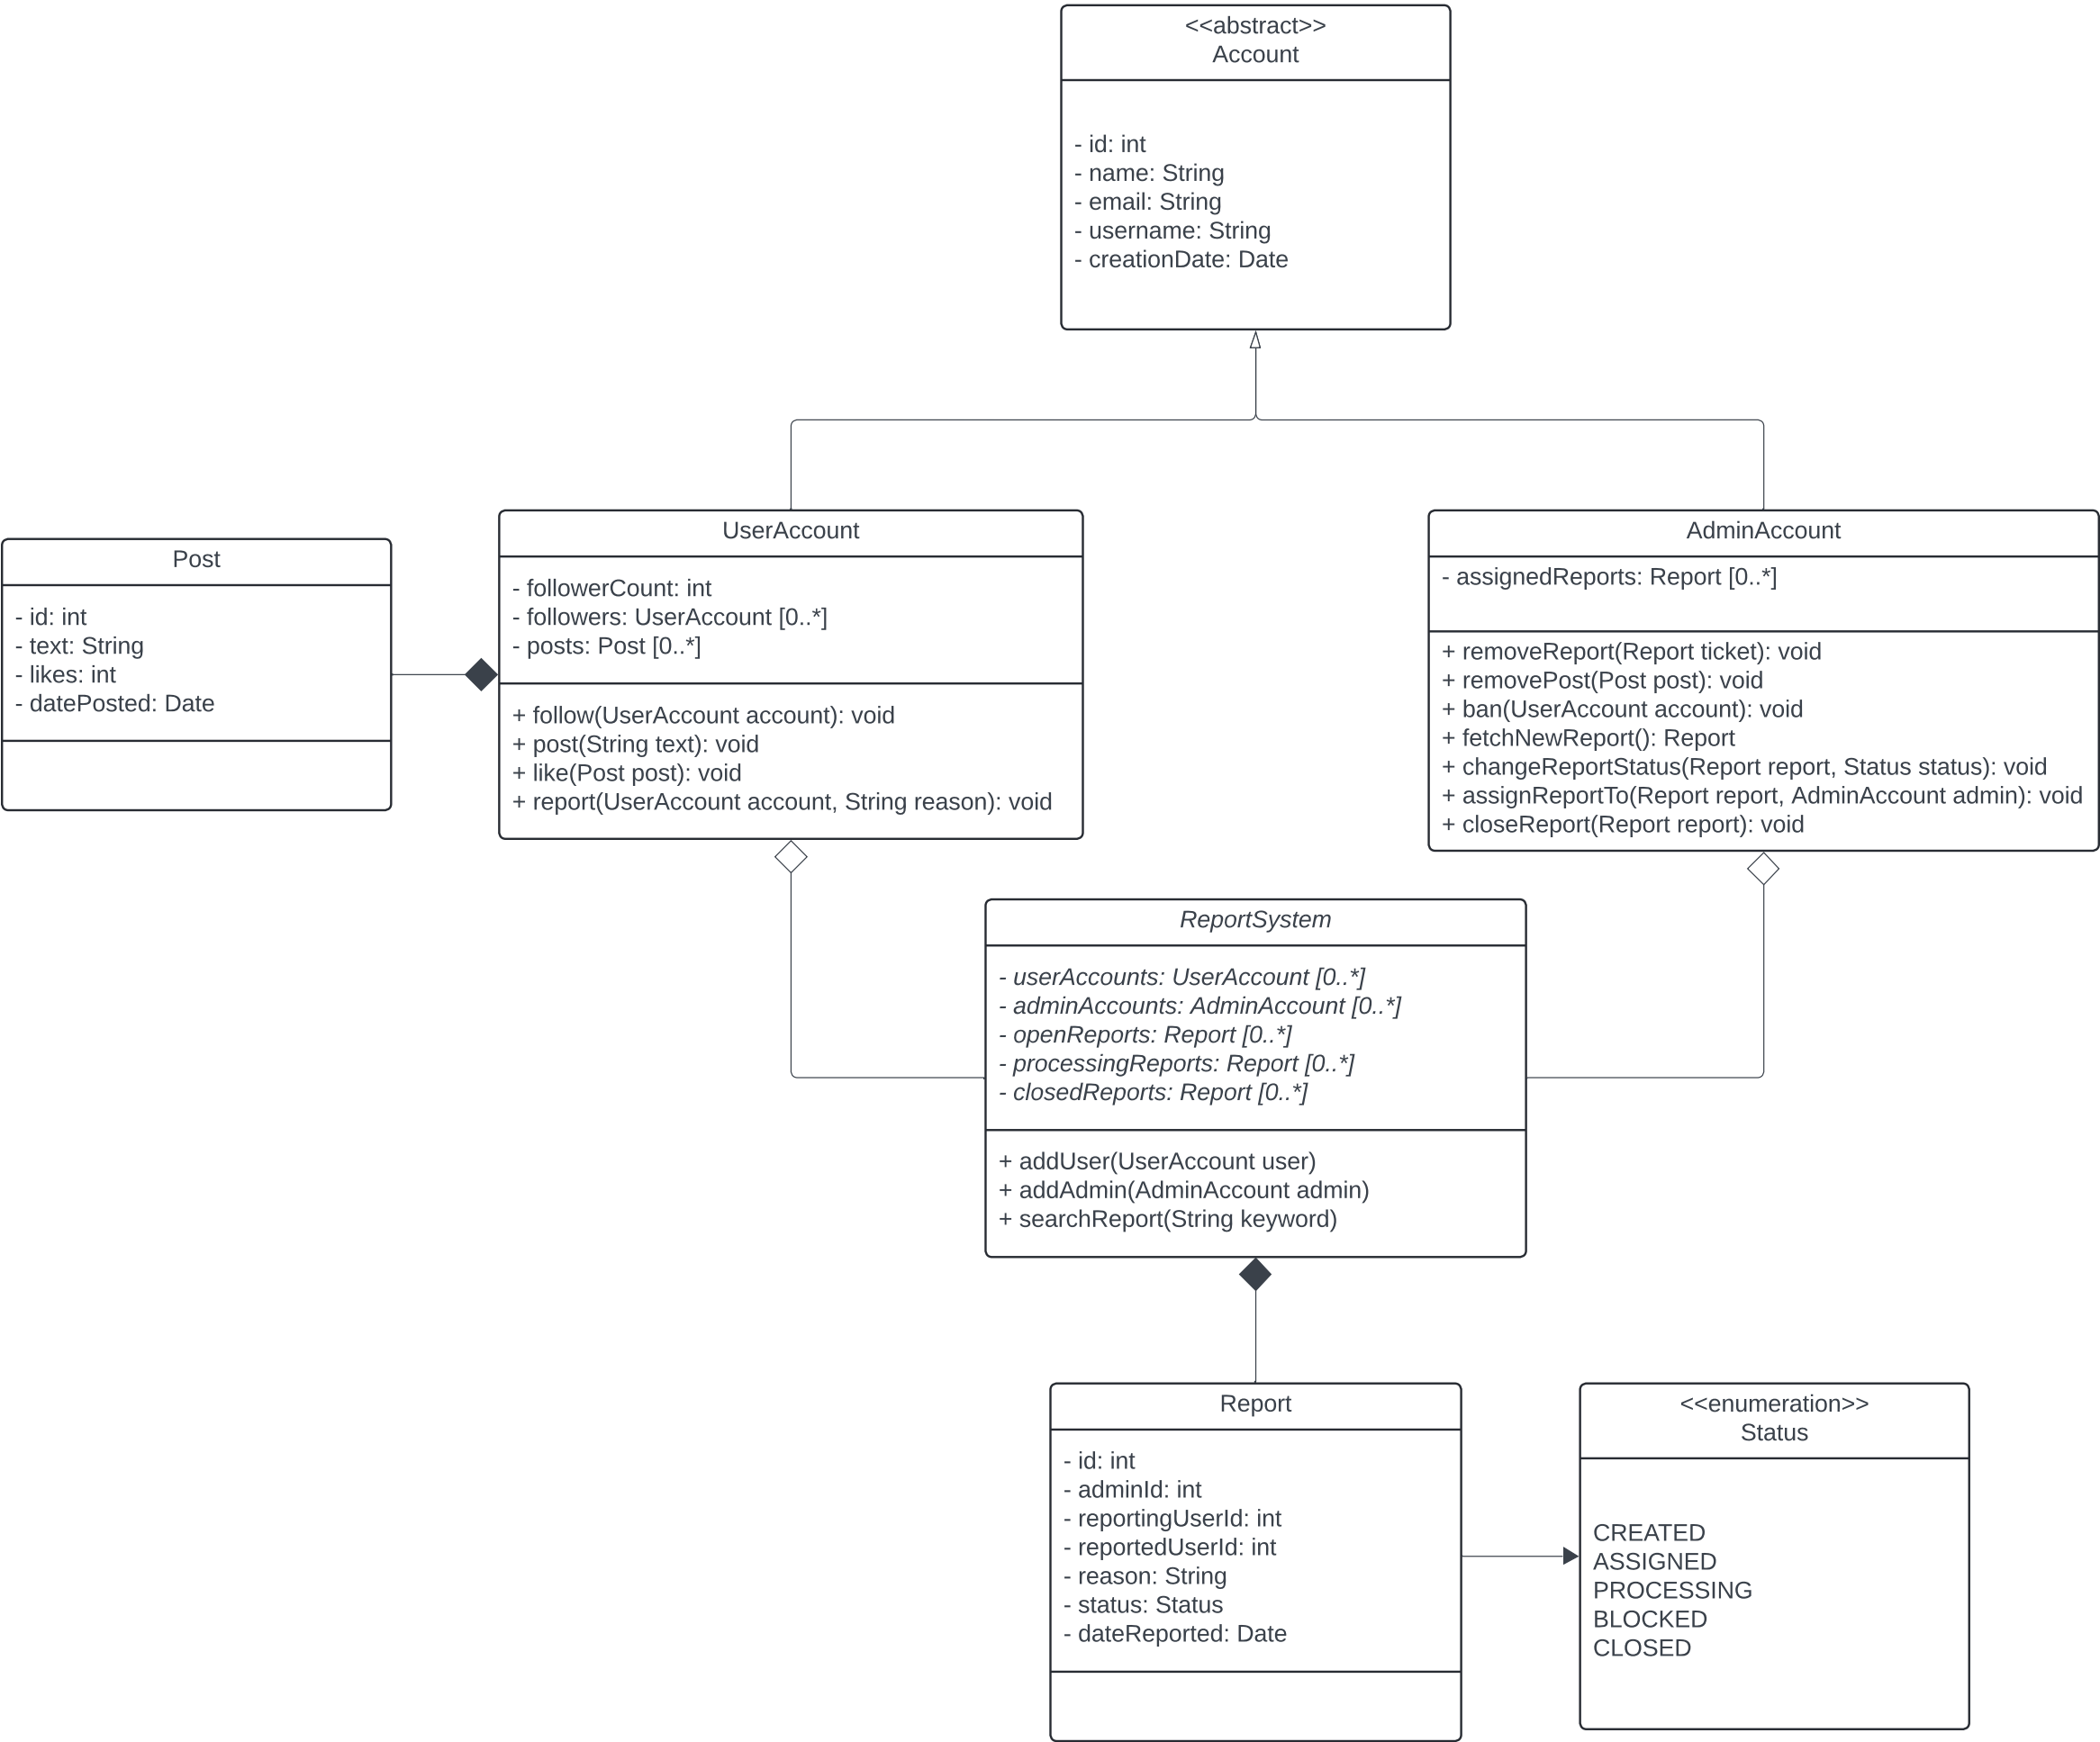 <<abstract>>
Account
- id: int
- name: String
- email: String
- username: String
- creationDate: Date
Post
- id: int
- text: String
- likes: int
- datePosted: Date
UserAccount
- followerCount: int
- followers: UserAccount [0..*]
- posts: Post [0..*]
+ follow(UserAccount account): void
+ post(String text): void
+ like(Post post): void
+ report(UserAccount account, String reason): void
AdminAccount
- assignedReports: Report [0..*]
+ removeReport(Report ticket): void
+ removePost(Post post): void
+ ban(UserAccount account): void
+ fetchNewReport(): Report
+ changeReportStatus(Report report, Status status): void
+ assignReportTo(Report report, AdminAccount admin): void
+ closeReport(Report report): void
ReportSystem
- userAccounts: UserAccount [0..*]
- adminAccounts: AdminAccount [0..*]
- openReports: Report [0..*]
- processingReports: Report [0..*]
- closedReports: Report [0..*]
+ addUser(UserAccount user)
+ addAdmin(AdminAccount admin)
+ searchReport(String keyword)
Report
- id: int
- adminId: int
- reportingUserId: int
- reportedUserId: int
- reason: String
- status: Status
- dateReported: Date
<<enumeration>>
Status
CREATED
ASSIGNED
PROCESSING
BLOCKED
CLOSED